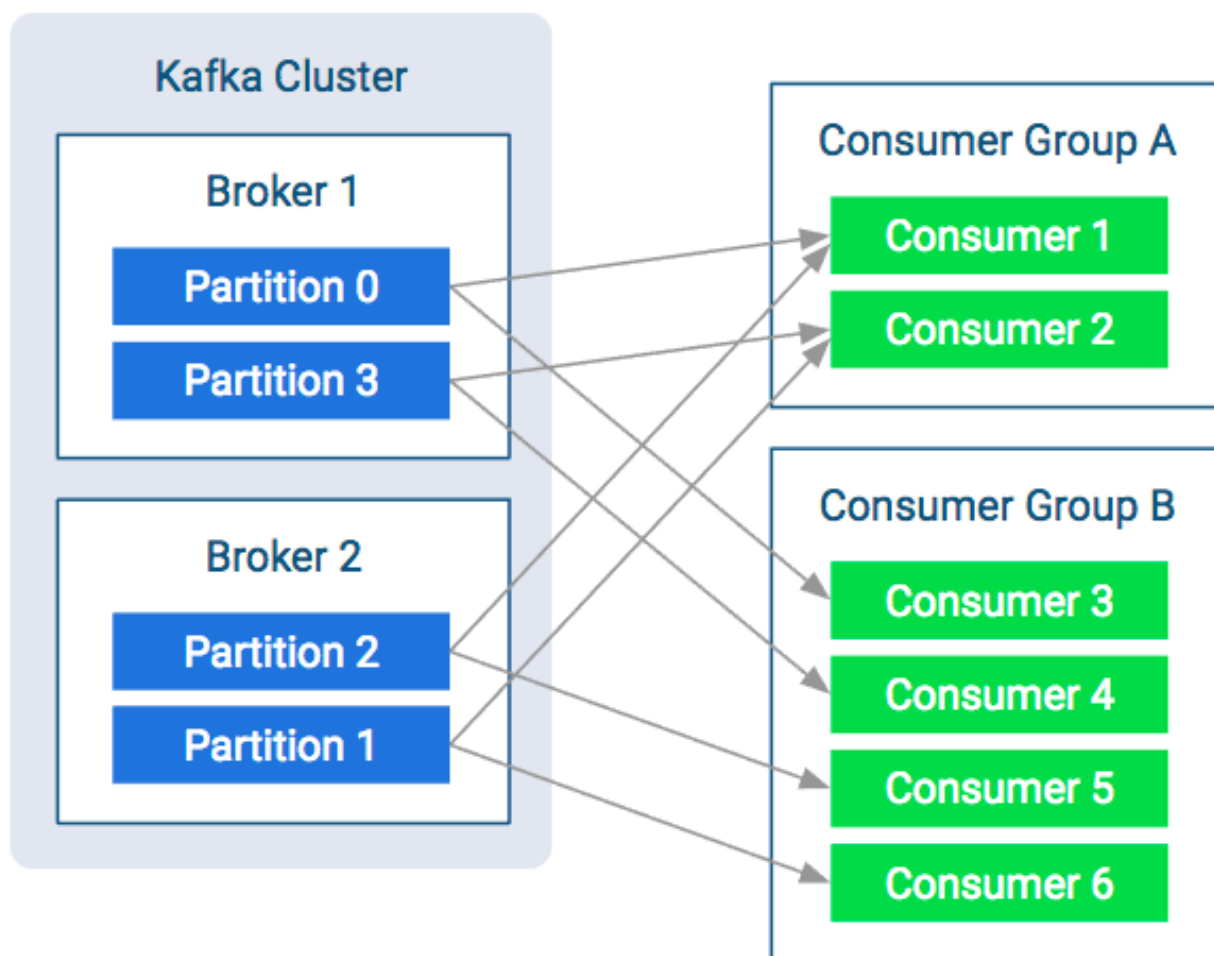 Kafka Cluster
Broker 1
Partition 0
Partition 3
Broker 2
Partition 2
Partition 1
Consumer Group A
Consumer 1
Consumer 2
Consumer Group B
Consumer 3
Consumer 4
Consumer 5
Consumer 6